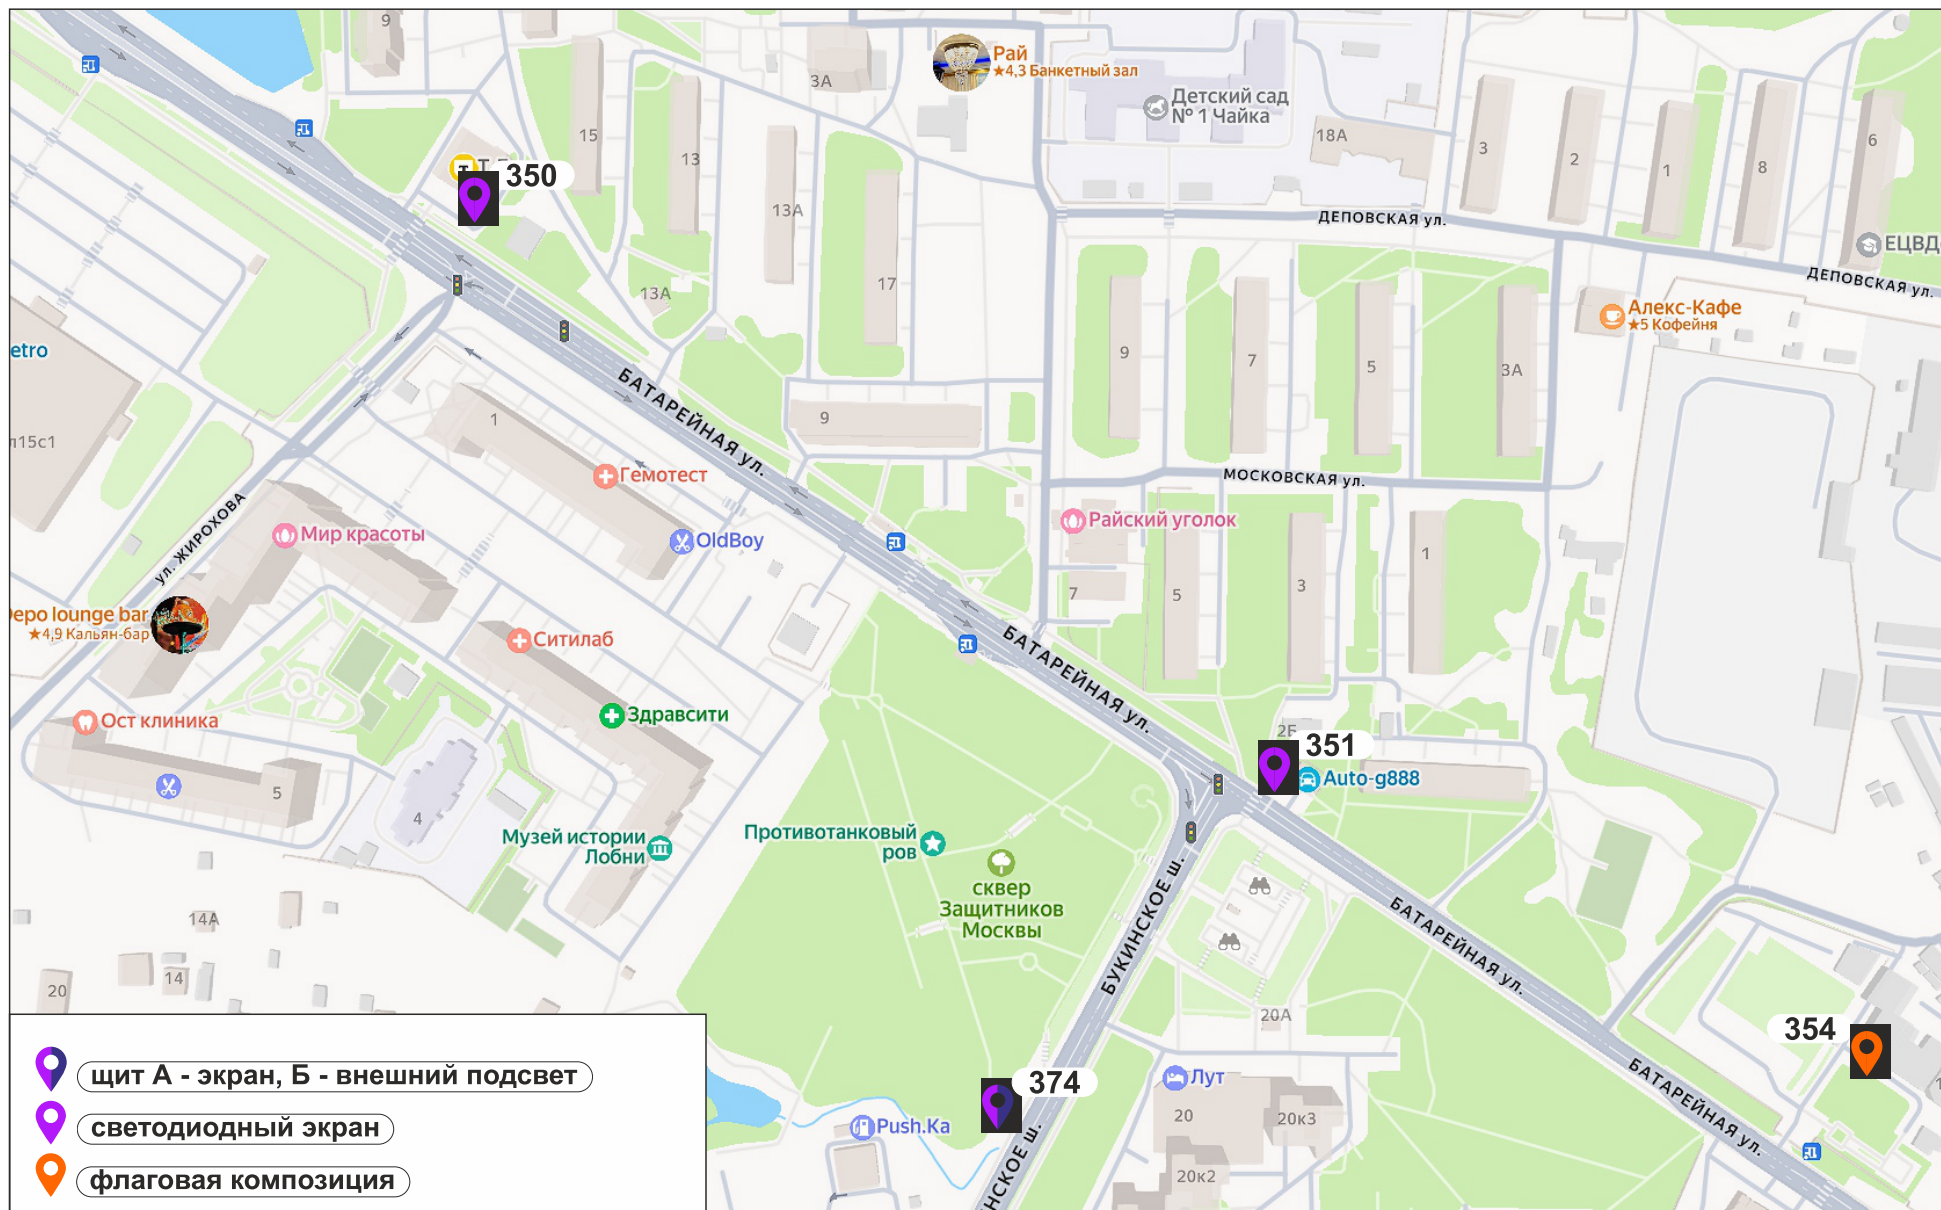 9
3А
Рай
★4,3 Банкетный зал
Детский сад
№ 1 Чайка
18А
3
2
1
8
6
15
13
13А
17
13А
350
ДЕПОВСКАЯ ул.
ЕЦВД
ДЕПОВСКАЯ ул.
Алекс-Кафе
★5 Кофейня
etro
9
7
5
3А
БАТАРЕЙНАЯ ул.
1
9
л15с1
Гемотест
МОСКОВСКАЯ ул.
ул. ЖИРОХОВА
Мир красоты
OldBoy
Райский уголок
7
5
3
1
Depo lounge bar
★4,9 Кальян-бар
Ситилаб
БАТАРЕЙНАЯ ул.
Ост клиника
Здравсити
2Б
351
Auto-g888
5
4
Музей истории
Лобни
Противотанковый
ров
сквер
Защитников
Москвы
БУКИНСКОЕ ш.
БАТАРЕЙНАЯ ул.
14А
14
20
20А
354
374
Лут
БАТАРЕЙНАЯ ул.
Push.Ka
20
20к3
20к2
НСКОЕ ш.
щит А - экран, Б - внешний подсвет
светодиодный экран
флаговая композиция